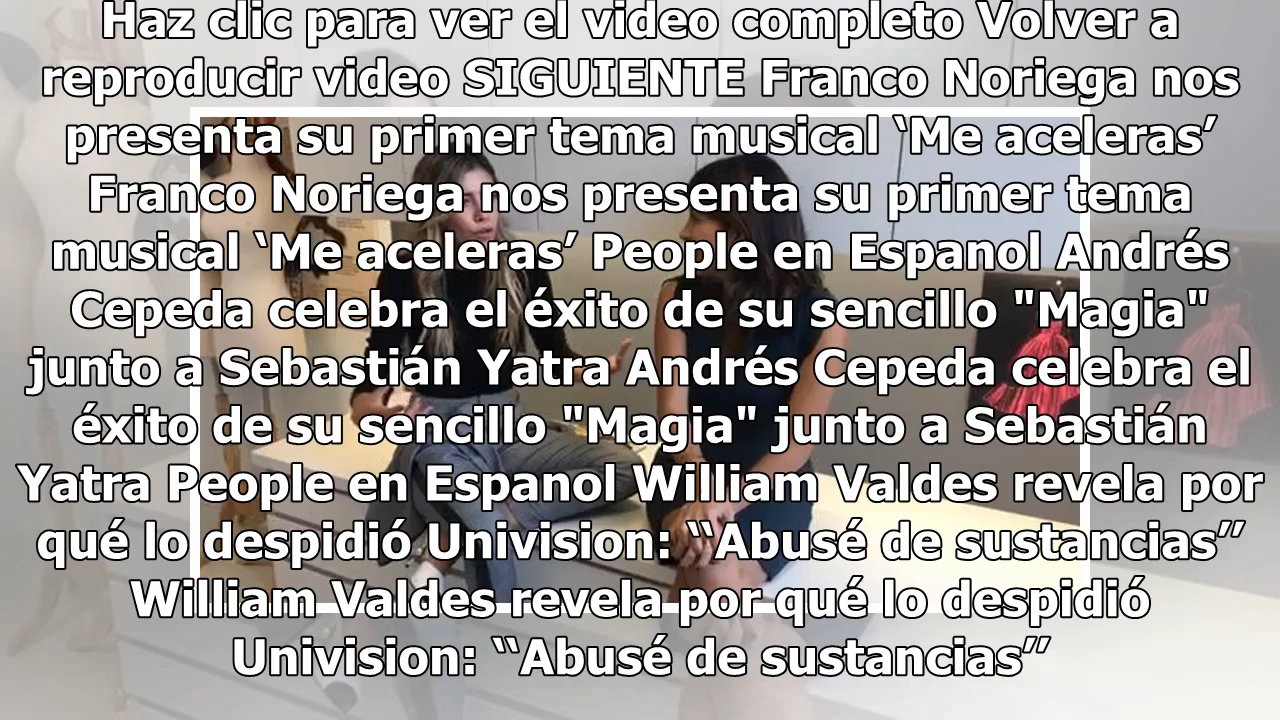 Haz clic para ver el video completo Volver a
reproducir video SIGUIENTE Franco Noriega nos
presenta su primer tema musical ‘Me aceleras’
Franco Noriega nos presenta su primer tema
musical ‘Me aceleras’ People en Espanol Andrés
Cepeda celebra el éxito de su sencillo "Magia"
junto a Sebastián Yatra Andrés Cepeda celebra el
éxito de su sencillo "Magia" junto a Sebastián
Yatra People en Espanol William Valdes revela por
qué lo despidió Univision: “Abusé de sustancias”
William Valdes revela por qué lo despidió
Univision: “Abusé de sustancias”